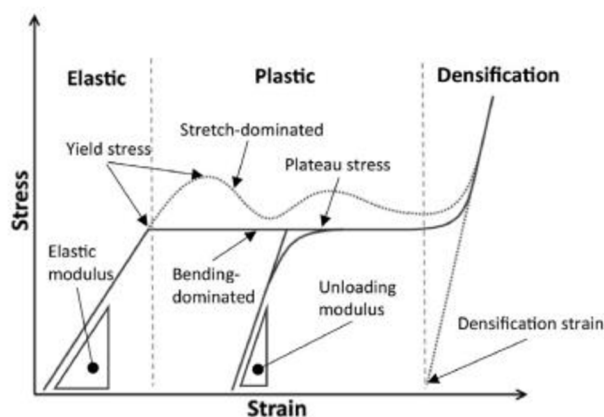 Elastic
Plastic
Densification
Stretch-dominated
Yield stress
Plateau stress
Stress
Elastic
modulus
Bending-
dominated
Unloading
modulus
Densification strain
Strain